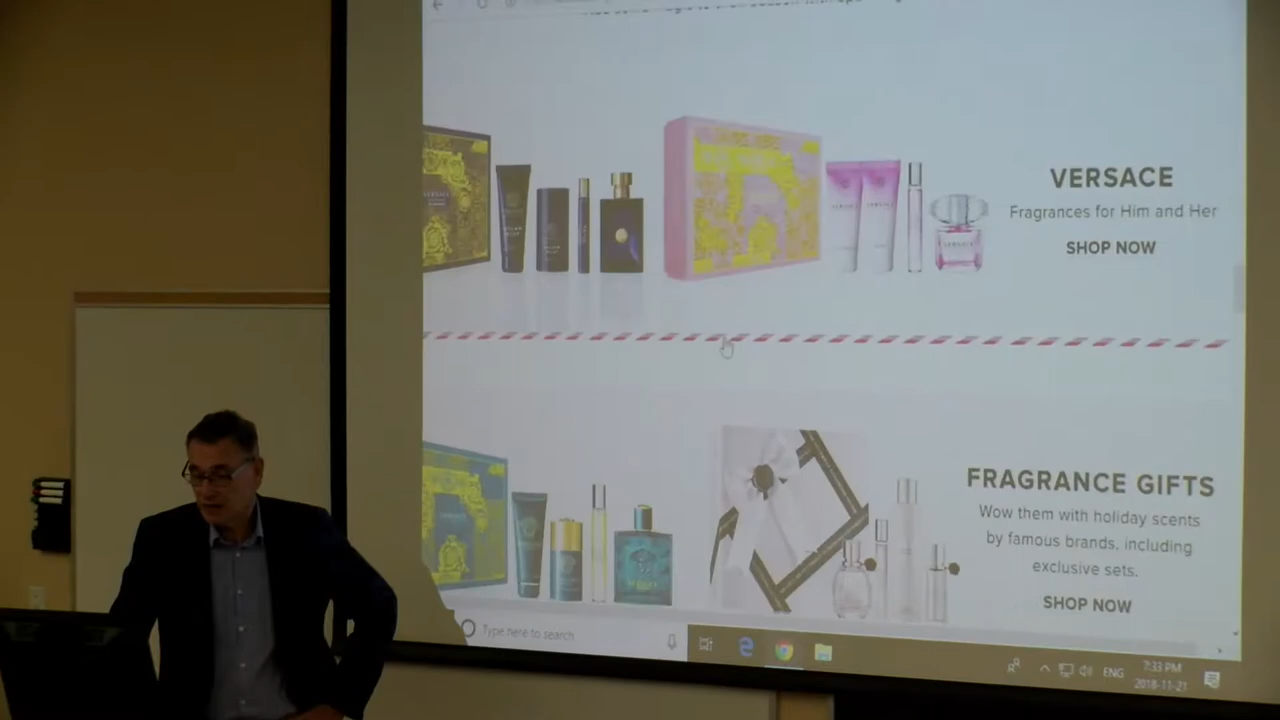 VERSACE
Fragrances for Him and Her
SHOP NOW
FRAGRANCE GIFTS
Wow them with holiday scents
by famous brands, including
exclusive sets.
SHOP NOW
Type here to search
ENG
7:33 PM
2018-11-21